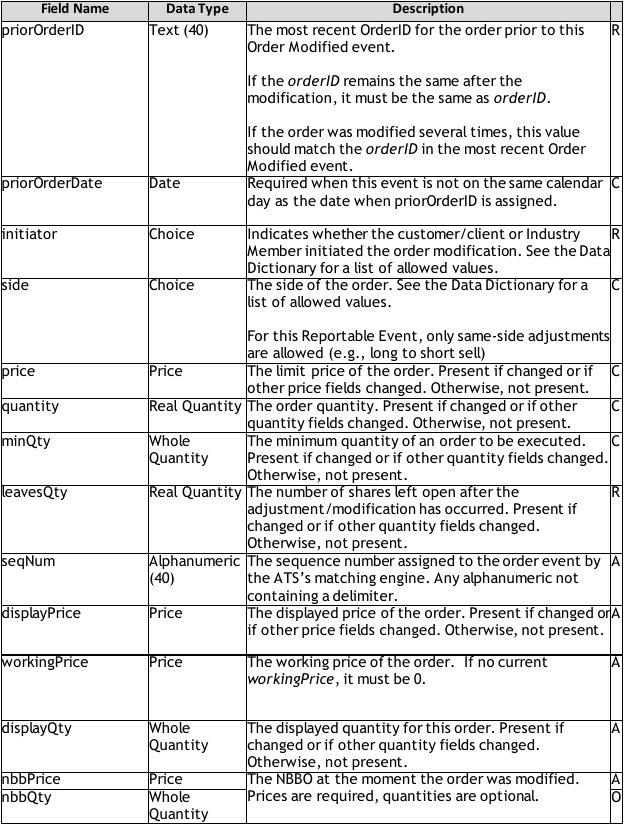 Field Name Data Type Description
priorOrderID Text (40) The most recent OrderID for the order prior to this R
Order Modified event.
If the orderID remains the same after the
modification, it must be the same as orderID.
If the order was modified several times, this value
should match the orderID in the most recent Order
Modified event.
priorOrderDate Date Required when this event is not on the same calendar C
day as the date when priorOrderID is assigned.
initiator Choice Indicates whether the customer/client or Industry R
Member initiated the order modification. See the Data
Dictionary for a list of allowed values.
side Choice The side of the order. See the Data Dictionary for a C
list of allowed values.
For this Reportable Event, only same-side adjustments
are allowed (e.g., long to short sell)
price Price The limit price of the order. Present if changed or if C
other price fields changed. Otherwise, not present.
quantity Real Quantity The order quantity. Present if changed or if other C
quantity fields changed. Otherwise, not present.
minQty Whole The minimum quantity of an order to be executed. C
Quantity Present if changed or if other quantity fields changed.
Otherwise, not present.
leavesQty Real Quantity The number of shares left open after the R
adjustment/modification has occurred. Present if
changed or if other quantity fields changed.
Otherwise, not present.
seqNum Alphanumeric The sequence number assigned to the order event by A
(40) the ATS's matching engine. Any alphanumeric not
containing a delimiter.
displayPrice Price The displayed price of the order. Present if changed or A
if other price fields changed. Otherwise, not present.
workingPrice Price The working price of the order. If no current A
workingPrice, it must be 0.
displayQty Whole The displayed quantity for this order. Present if A
Quantity changed or if other quantity fields changed.
Otherwise, not present.
nbbPrice Price The NBBO at the moment the order was modified. A
nbbQty Whole Prices are required, quantities are optional. O
Quantity